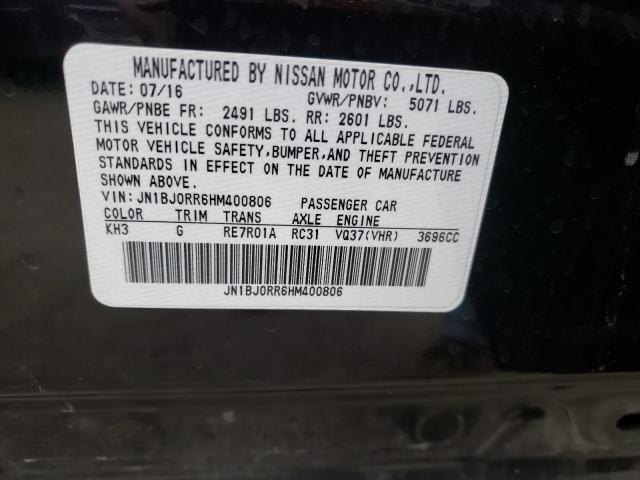 MANUFACTURED BY NISSAN MOTOR CO.,LTD.
DATE: 07/16 GVWR/PNBV: 5071 LBS.
GAWR/PNBE FR: 2491 LBS. RR: 2601 LBS.
THIS VEHICLE CONFORMS TO ALL APPLICABLE FEDERAL
MOTOR VEHICLE SAFETY,BUMPER,AND THEFT PREVENTION
STANDARDS IN EFFECT ON THE DATE OF MANUFACTURE
SHOWN ABOVE.
VIN:JN1BJ0RR6HM400806 PASSENGER CAR
COLOR TRIM TRANS AXLE ENGINE
KH3 G RE7R01A RC31 VQ37(VHR) 3696CC
JN1BJ0RR6HM400806